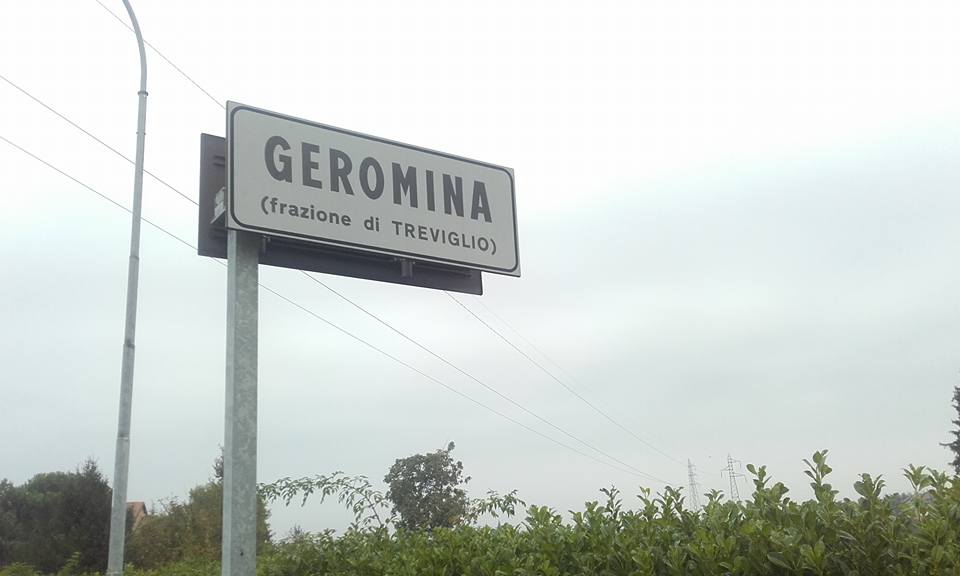 GEROMINA
(frazione di TREVIGLIO)